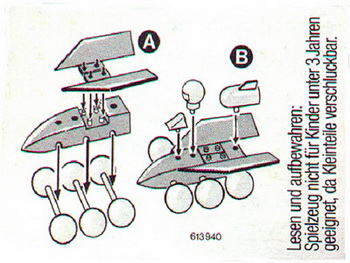 A
B
613940
Lesen und aufbewahren:
Spielzeug nicht für Kinder unter 3 Jahren
geeignet, da Kleinteile verschluckbar.